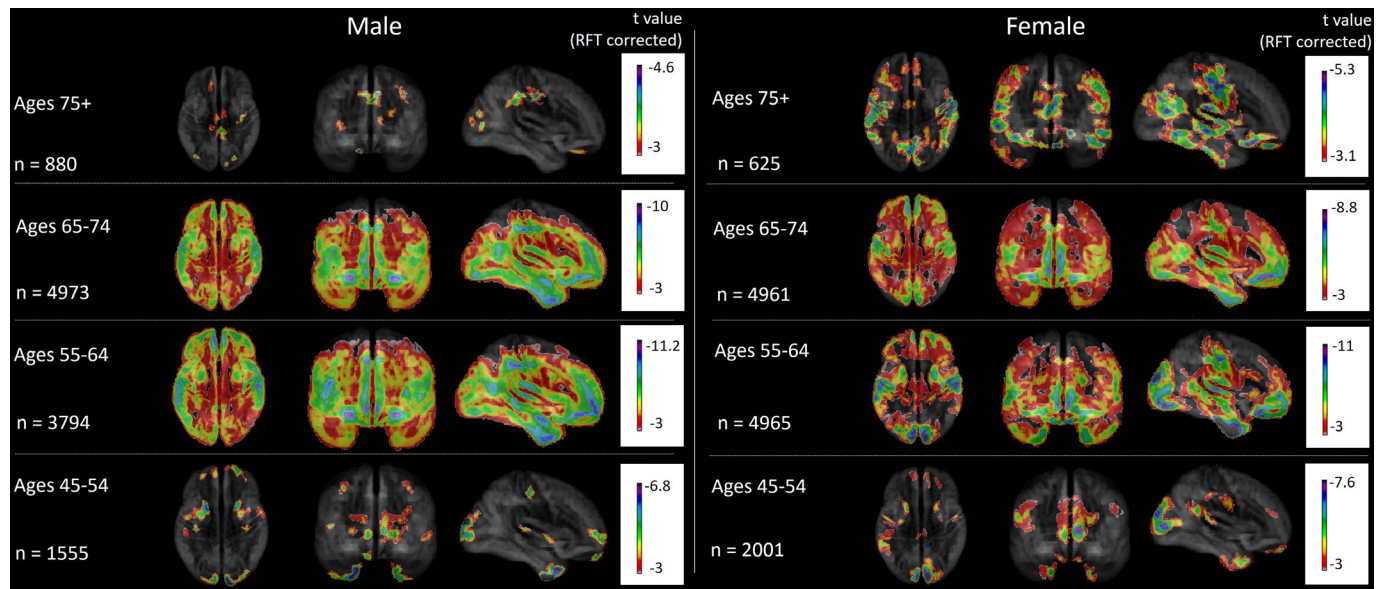 Male
t value
(RFT corrected)
Ages 75+
n = 880
-4.6
-3
Ages 65-74
n = 4973
-10
-3
Ages 55-64
n = 3794
-11.2
-3
Ages 45-54
n = 1555
-6.8
-3
Female
t value
(RFT corrected)
Ages 75+
n = 625
-5.3
-3.1
Ages 65-74
n = 4961
-8.8
-3
Ages 55-64
n = 4965
-11
-3
Ages 45-54
n = 2001
-7.6
-3